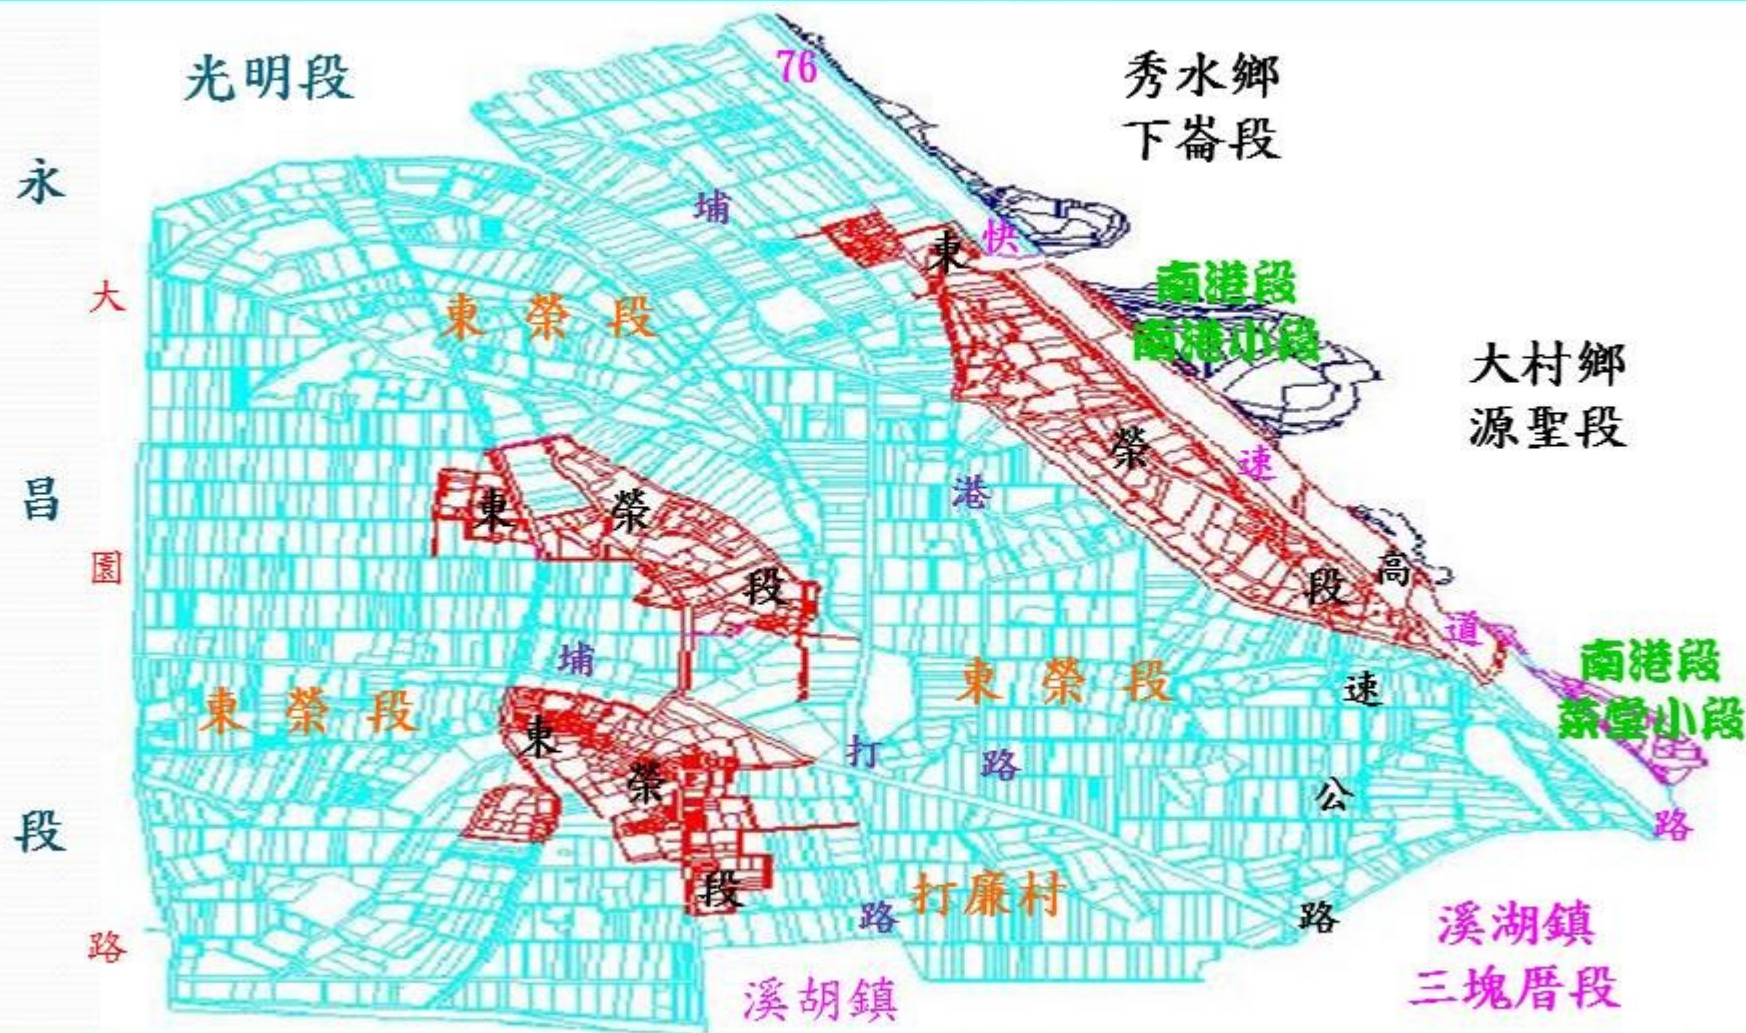 光明段
76
秀水鄉
下崙段
永昌段
大園路
埔港路
東榮段
快速道路
南港段
南港小段
東榮段
大村鄉
源聖段
東榮段
高速公路
埔打路
南港段
菜堂小段
東榮段
東榮段
東榮段
打廉村
溪湖鎮
三塊厝段
溪胡鎮